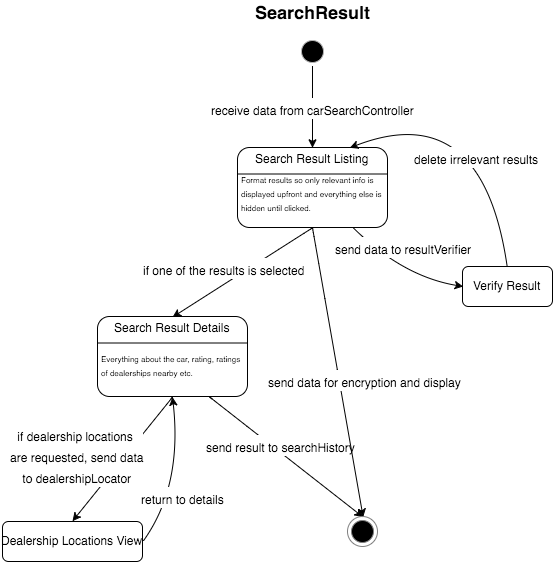 SearchResult
receive data from carSearchController
Search Result Listing
Format results so only relevant info is
displayed upfront and everything else is
hidden until clicked.
delete irrelevant results
send data to resultVerifier
Verify Result
if one of the results is selected
Search Result Details
Everything about the car, rating, ratings
of dealerships nearby etc.
send data for encryption and display
if dealership locations
are requested, send data
to dealershipLocator
send result to searchHistory
return to details
Dealership Locations View